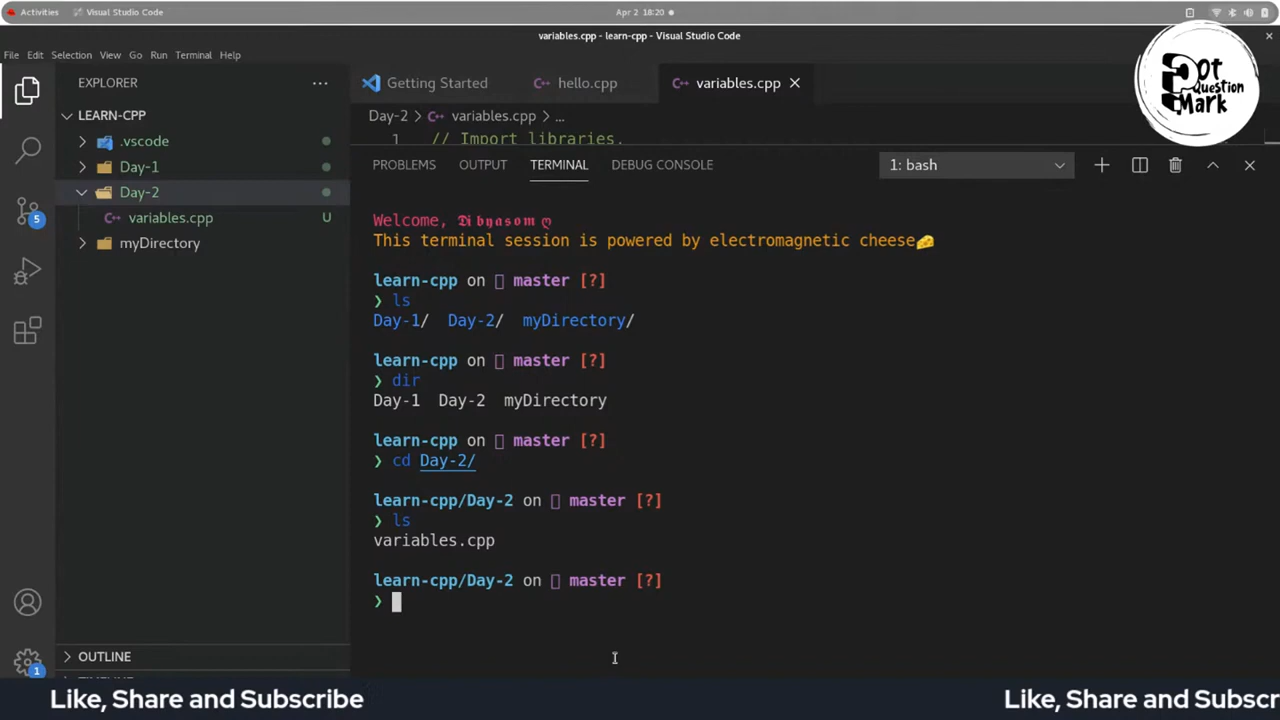 Activities Visual Studio Code Apr 2 18:20
variables.cpp - learn-cpp - Visual Studio Code
File Edit Selection View Go Run Terminal Help
EXPLORER ...
LEARN-CPP
.vscode
Day-1
Day-2
variables.cpp U
myDirectory
OUTLINE
5
1
Getting Started hello.cpp variables.cpp
Day-2 > variables.cpp > ...
1 // Import libraries.
PROBLEMS OUTPUT TERMINAL DEBUG CONSOLE 1: bash
Welcome, 𝕯𝖎𝖇𝖞𝖆𝖘𝖔𝖒 ღ
This terminal session is powered by electromagnetic cheese🧀
learn-cpp on master [?]
❯ ls
Day-1/ Day-2/ myDirectory/
learn-cpp on master [?]
❯ dir
Day-1 Day-2 myDirectory
learn-cpp on master [?]
❯ cd Day-2/
learn-cpp/Day-2 on master [?]
❯ ls
variables.cpp
learn-cpp/Day-2 on master [?]
❯
Dot
Question
Mark
Like, Share and Subscribe Like, Share and Subscr